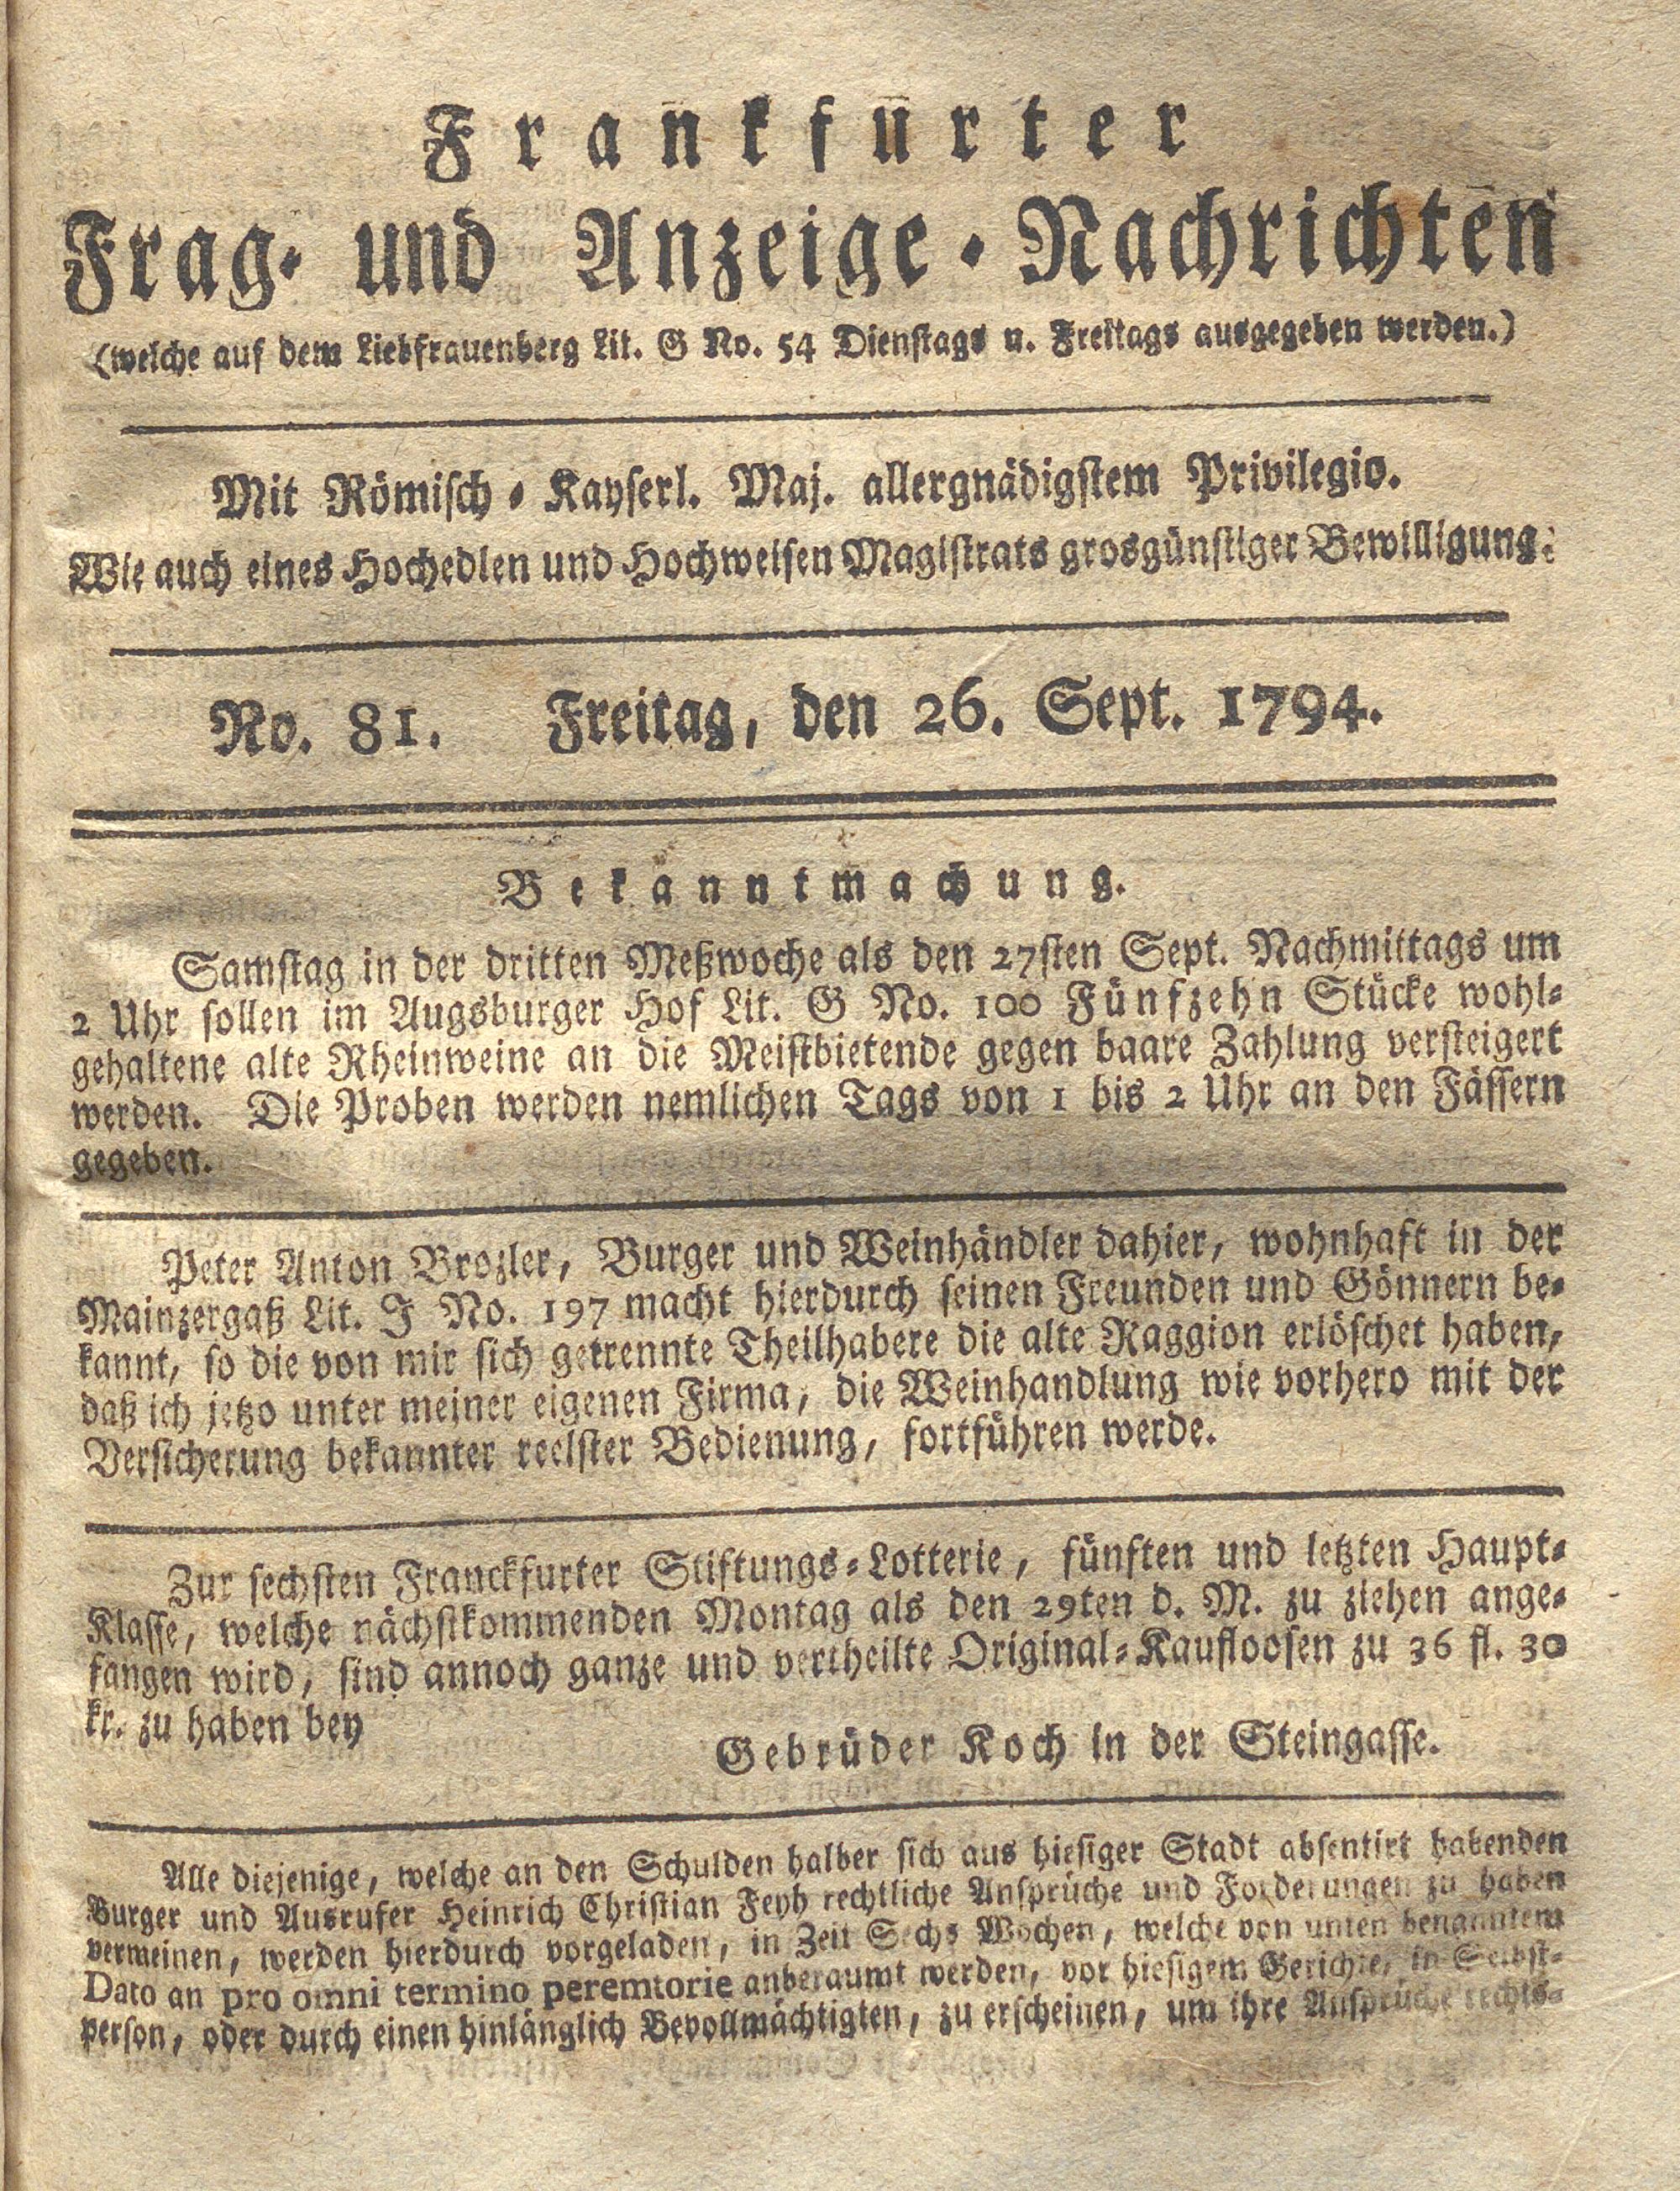 Frankfurter
Frag- und Anzeige-Nachrichten
(welche auf dem Liebfrauenberg Lit. G No. 54 Dienstags u. Freitags ausgegeben werden.)
Mit Römisch-Kayserl. Maj. allergnädigstem Privilegio.
Wie auch eines Hochedlen und Hochweisen Magistrats grosgünstiger Bewilligung.
No. 81. Freitag, den 26. Sept. 1794.
Bekanntmachung.
Samstag in der dritten Meßwoche als den 27sten Sept. Nachmittags um
2 Uhr sollen im Augsburger Hof Lit. G No. 100 Fünfzehn Stücke wohl-
gehaltene alte Rheinweine an die Meistbietende gegen baare Zahlung versteigert
werden. Die Proben werden nemlichen Tags von 1 bis 2 Uhr an den Fässern
gegeben.
Peter Anton Brozler, Burger und Weinhändler dahier, wohnhaft in der
Mainzergaß Lit. J No. 197 macht hierdurch seinen Freunden und Gönnern be-
kannt, so die von mir sich getrennte Theilhabere die alte Raggion erlöschet haben,
daß ich jetzo unter meiner eigenen Firma, die Weinhandlung wie vorhero mit der
Versicherung bekannter reelster Bedienung, fortführen werde.
Zur sechsten Franckfurter Stiftungs-Lotterie, fünften und letzten Haupt-
Klasse, welche nächstkommenden Montag als den 29ten d. M. zu ziehen ange-
fangen wird, sind annoch ganze und vertheilte Original-Kaufloosen zu 36 fl. 30
kr. zu haben bey
Gebrüder Koch in der Steingasse.
Alle diejenige, welche an den Schulden halber sich aus hiesiger Stadt absentirt habenden
Burger und Ausrufer Heinrich Christian Feyh rechtliche Ansprüche und Forderungen zu haben
vermeinen, werden hierdurch vorgeladen, in Zeit Sechs Wochen, welche von unten benanntem
Dato an pro omni termino peremtorie anberaumt werden, vor hiesigem Gerichte, in Selbst-
person, oder durch einen hinlänglich Bevollmächtigten, zu erscheinen, um ihre Ansprüche rechts-